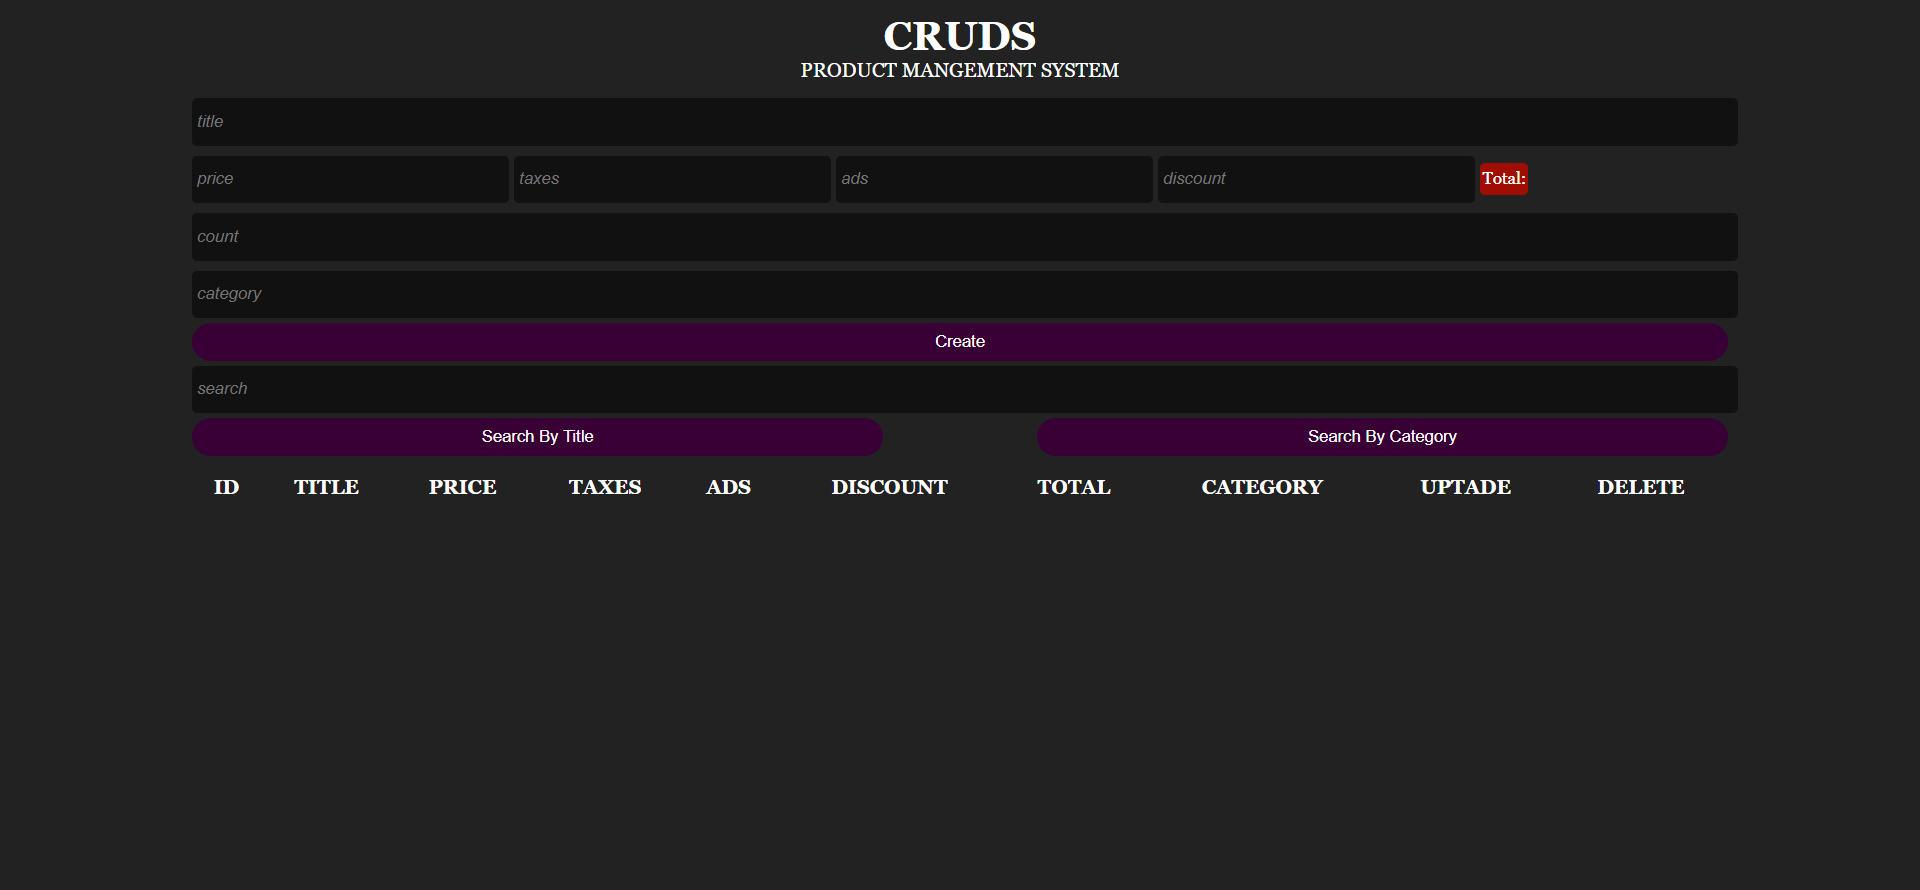 CRUDS
PRODUCT MANGEMENT SYSTEM
title
price taxes ads discount Total:
count
category
Create
search
Search By Title Search By Category
ID TITLE PRICE TAXES ADS DISCOUNT TOTAL CATEGORY UPTADE DELETE